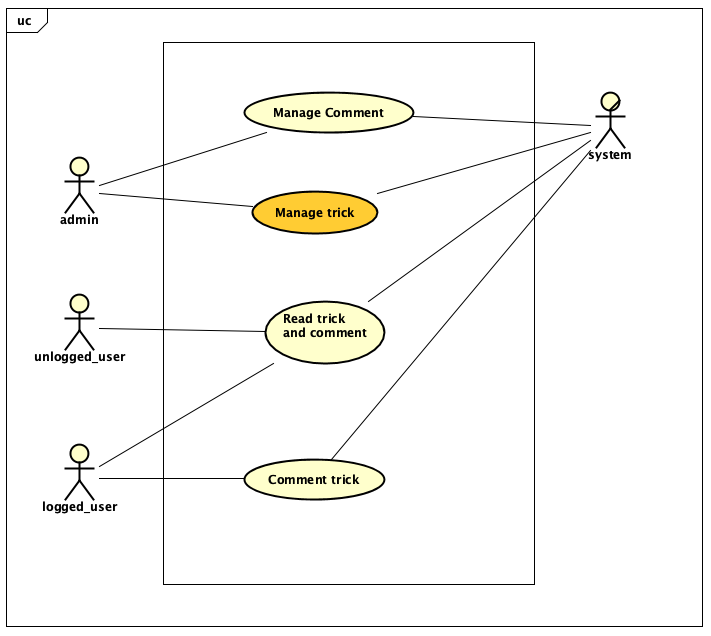 uc
Manage Comment
system
admin
Manage trick
Read trick
and comment
unlogged_user
Comment trick
logged_user